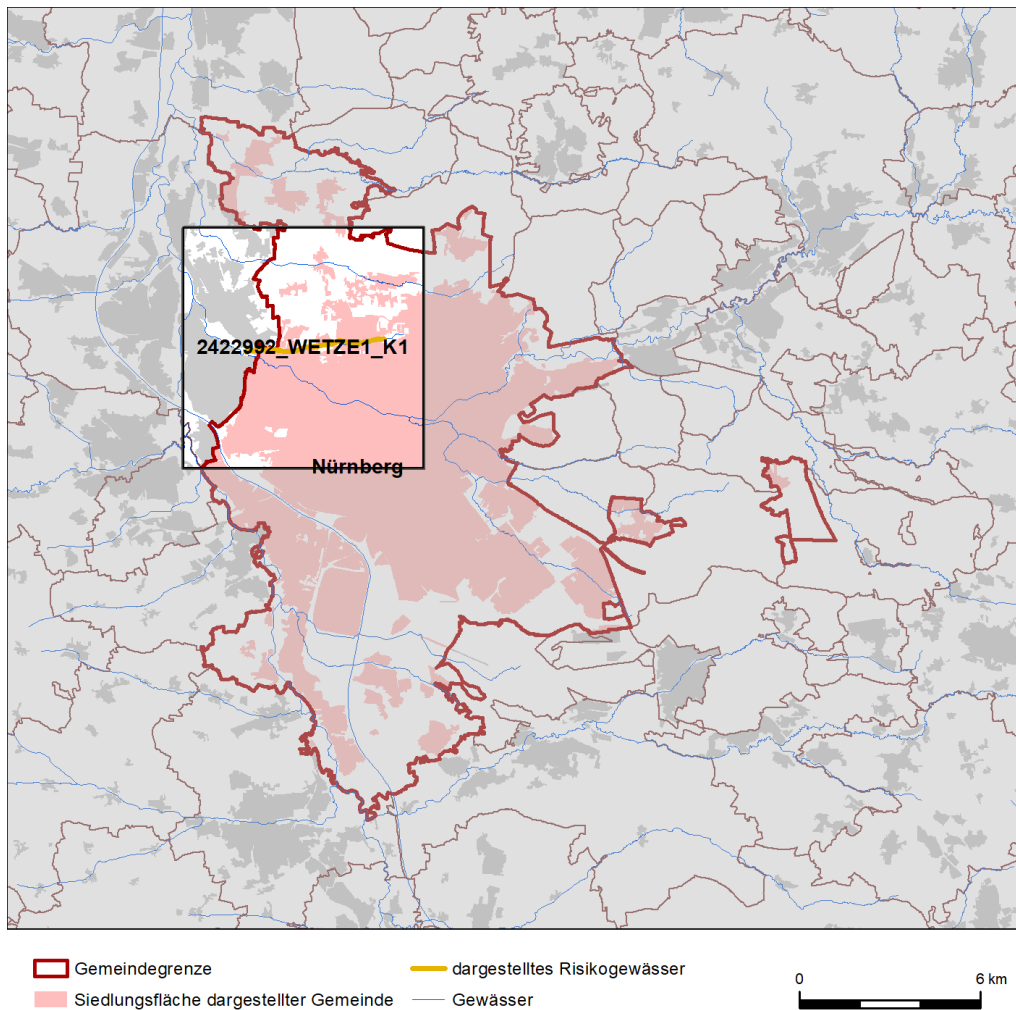 2422992_WETZE1_K1
Nürnberg
Gemeindegrenze
dargestelltes Risikogewässer
Siedlungsfläche dargestellter Gemeinde
Gewässer
0
6 km